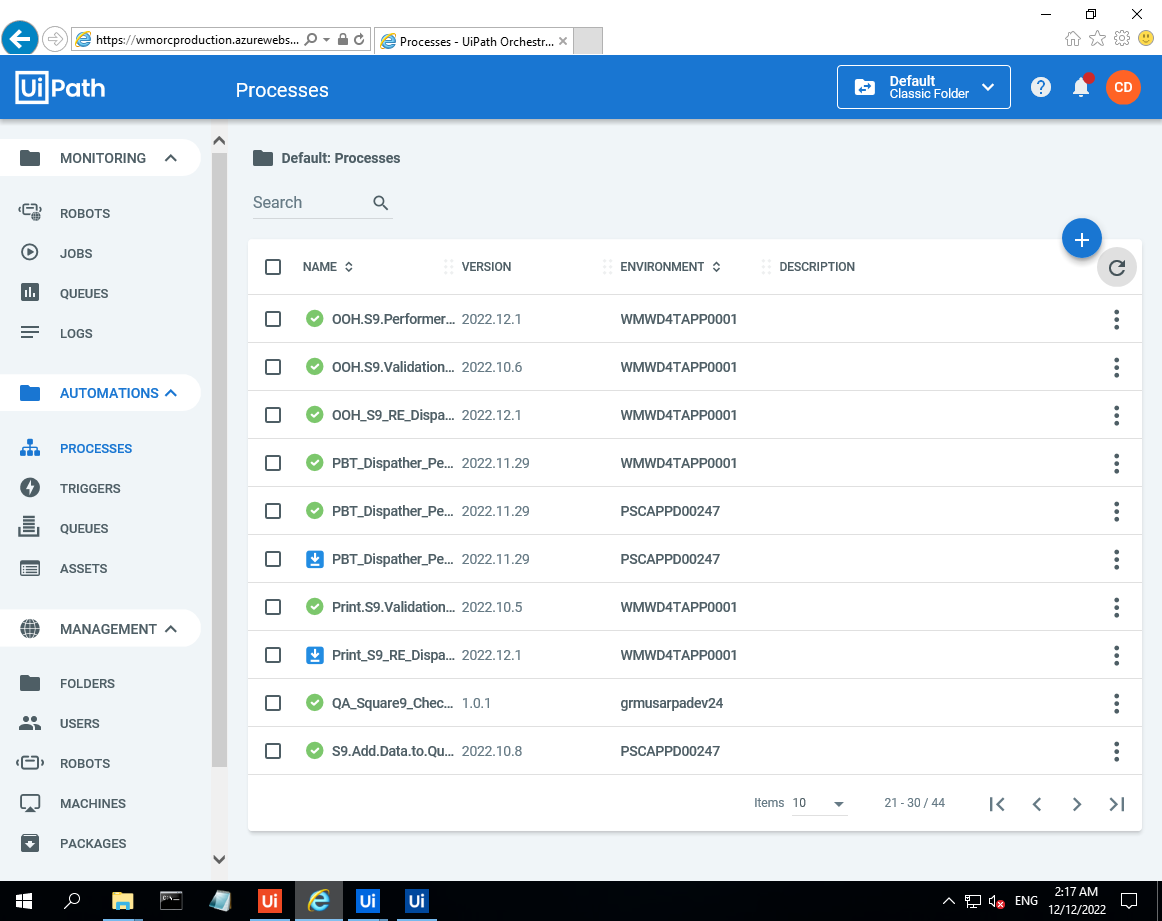 https://wmorcproduction.azurewebs...
Processes - UiPath Orchestr...
UiPath
Processes
Default
Classic Folder
CD
MONITORING
ROBOTS
JOBS
QUEUES
LOGS
AUTOMATIONS
PROCESSES
TRIGGERS
QUEUES
ASSETS
MANAGEMENT
FOLDERS
USERS
ROBOTS
MACHINES
PACKAGES
Default: Processes
Search
NAME VERSION ENVIRONMENT DESCRIPTION
OOH.S9.Performer... 2022.12.1 WMWD4TAPP0001
OOH.S9.Validation... 2022.10.6 WMWD4TAPP0001
OOH_S9_RE_Dispa... 2022.12.1 WMWD4TAPP0001
PBT_Dispather_Pe... 2022.11.29 WMWD4TAPP0001
PBT_Dispather_Pe... 2022.11.29 PSCAPPD00247
PBT_Dispather_Pe... 2022.11.29 PSCAPPD00247
Print.S9.Validation... 2022.10.5 WMWD4TAPP0001
Print_S9_RE_Dispa... 2022.12.1 WMWD4TAPP0001
QA_Square9_Chec... 1.0.1 grmusarpadev24
S9.Add.Data.to.Qu... 2022.10.8 PSCAPPD00247
Items 10 21 - 30 / 44
Ui
Ui
Ui
ENG
2:17 AM
12/12/2022